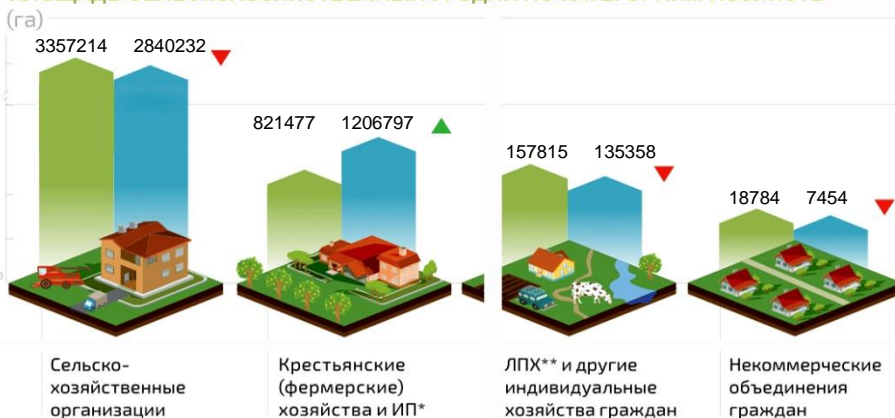 (га)
3357214 2840232
821477 1206797
157815 135358
18784 7454
Сельско-
хозяйственные
организации
Крестьянские
(фермерские)
хозяйства и ИП*
ЛПХ** и другие
индивидуальные
хозяйства граждан
Некоммерческие
объединения
граждан